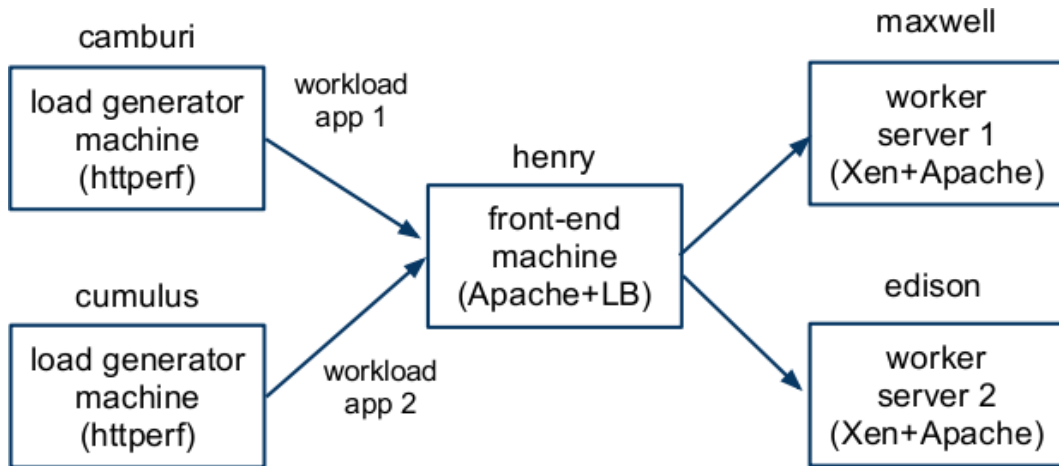 camburi
load generator
machine
(httperf)
workload
app 1
cumulus
load generator
machine
(httperf)
workload
app 2
henry
front-end
machine
(Apache+LB)
maxwell
worker
server 1
(Xen+Apache)
edison
worker
server 2
(Xen+Apache)